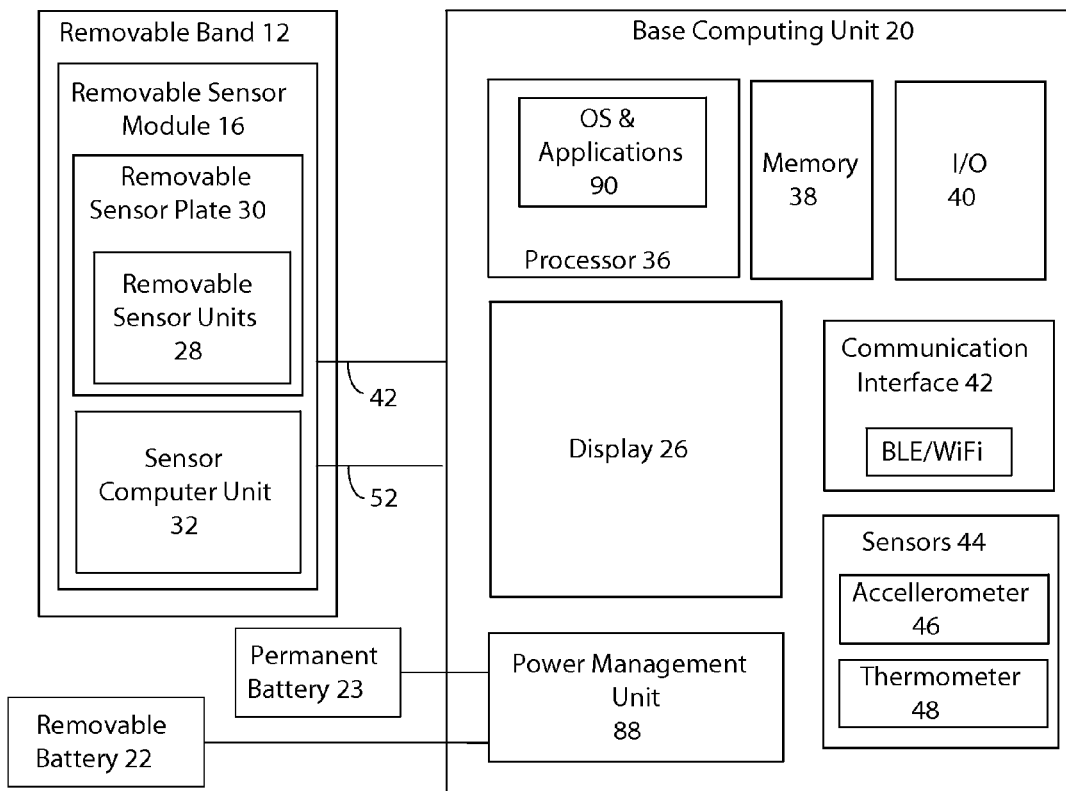 Removable Band 12
Removable Sensor
Module 16
Removable
Sensor Plate 30
Removable
Sensor Units
28
Sensor
Computer Unit
32
42
52
Permanent
Battery 23
Removable
Battery 22
Base Computing Unit 20
OS &
Applications
90
Processor 36
Memory
38
I/O
40
Display 26
Communication
Interface 42
BLE/WiFi
Sensors 44
Accellerometer
46
Thermometer
48
Power Management
Unit
88